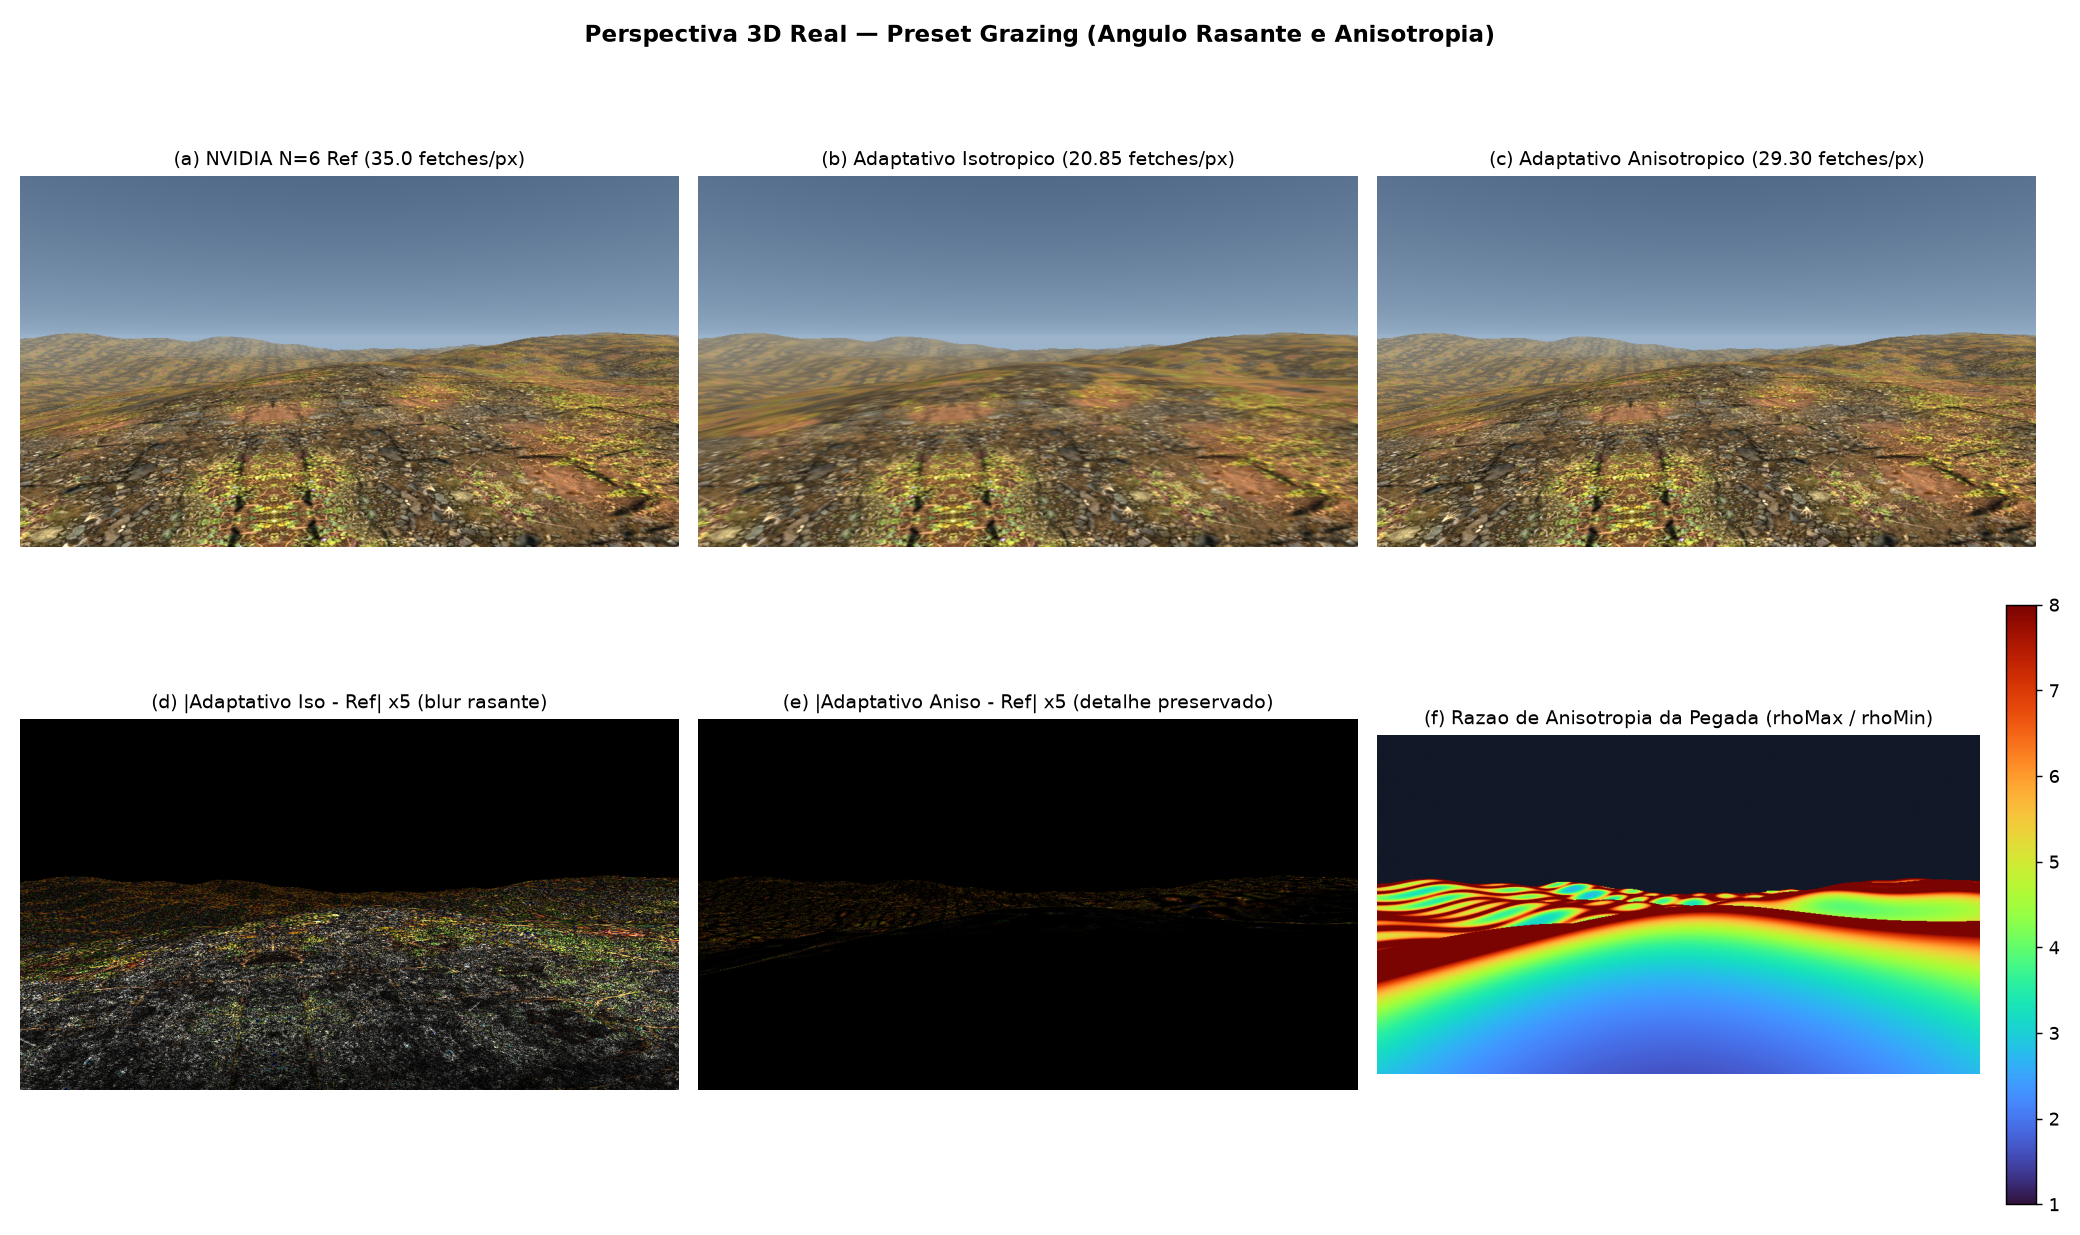 Perspectiva 3D Real — Preset Grazing (Angulo Rasante e Anisotropia)
(a) NVIDIA N=6 Ref (35.0 fetches/px)
(b) Adaptativo Isotropico (20.85 fetches/px)
(c) Adaptativo Anisotropico (29.30 fetches/px)
(d) |Adaptativo Iso - Ref| x5 (blur rasante)
(e) |Adaptativo Aniso - Ref| x5 (detalhe preservado)
(f) Razao de Anisotropia da Pegada (rhoMax / rhoMin)
8
7
6
5
4
3
2
1